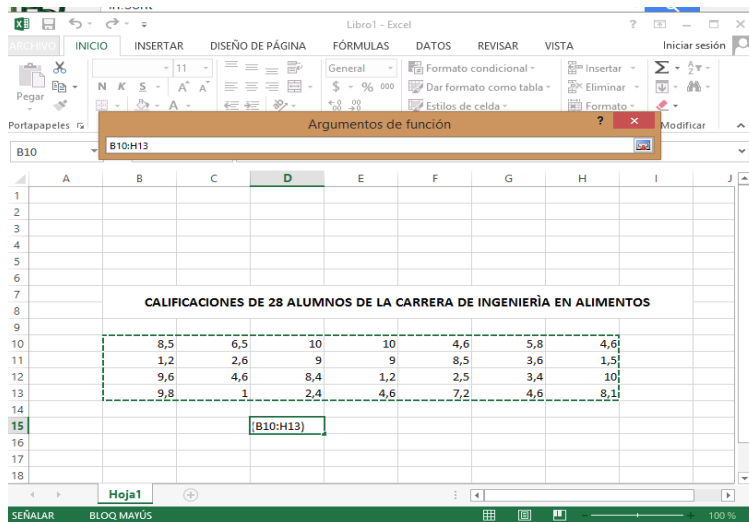 Libro1 - Excel
ARCHIVO INICIO INSERTAR DISEÑO DE PÁGINA FÓRMULAS DATOS REVISAR VISTA Iniciar sesión
11 General Formato condicional Insertar
Pegar N K S A A $ % 000 Dar formato como tabla Eliminar
A Estilos de celda Formato
Portapapeles Argumentos de función ? Modificar
B10 B10:H13
A B C D E F G H I J
1
2
3
4
5
6
7
CALIFICACIONES DE 28 ALUMNOS DE LA CARRERA DE INGENIERÌA EN ALIMENTOS
8
9
10 8,5 6,5 10 10 4,6 5,8 4,6
11 1,2 2,6 9 9 8,5 3,6 1,5
12 9,6 4,6 8,4 1,2 2,5 3,4 10
13 9,8 1 2,4 4,6 7,2 4,6 8,1
14
15 (B10:H13)
16
17
18
Hoja1
SEÑALAR BLOQ MAYÚS 100 %